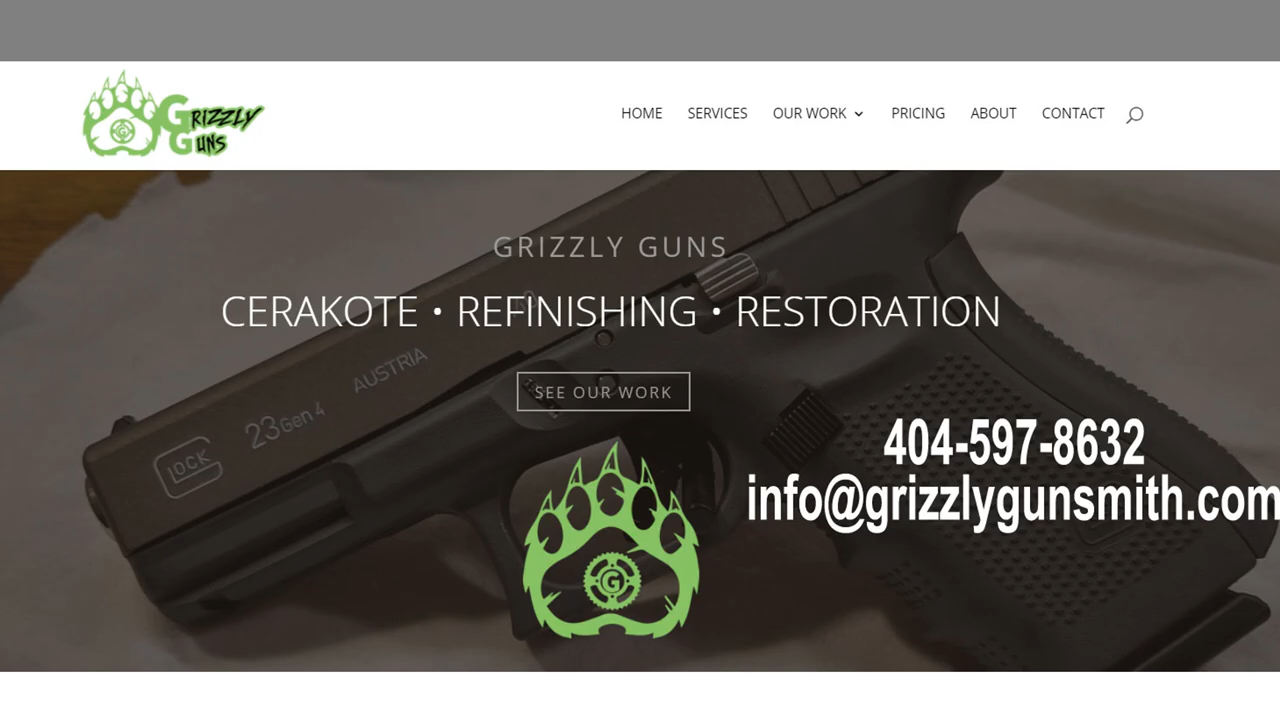 Grizzly
Guns
G
HOME SERVICES OUR WORK PRICING ABOUT CONTACT
GRIZZLY GUNS
CERAKOTE • REFINISHING • RESTORATION
AUSTRIA
23Gen4
GLOCK
SEE OUR WORK
404-597-8632
info@grizzlygunsmith.com
G